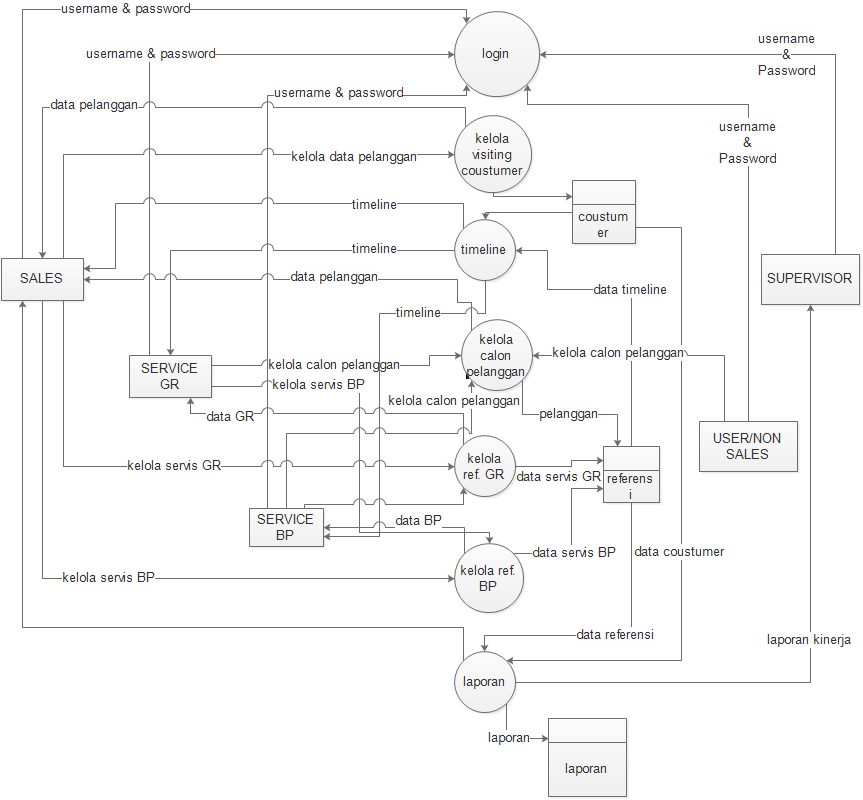 username & password
username & password
login
username
&
Password
username & password
data pelanggan
username
&
Password
kelola
visiting
coustumer
kelola data pelanggan
timeline
coustum
er
timeline
timeline
SALES
data pelanggan
SUPERVISOR
data timeline
timeline
kelola
calon
pelanggan
SERVICE
GR
kelola calon pelanggan
kelola calon pelanggan
kelola servis BP
kelola calon pelanggan
data GR
pelanggan
USER/NON
SALES
kelola servis GR
kelola
ref. GR
data servis GR
referens
i
SERVICE
BP
data BP
data servis BP
data coustumer
kelola servis BP
kelola ref.
BP
data referensi
laporan kinerja
laporan
laporan
laporan